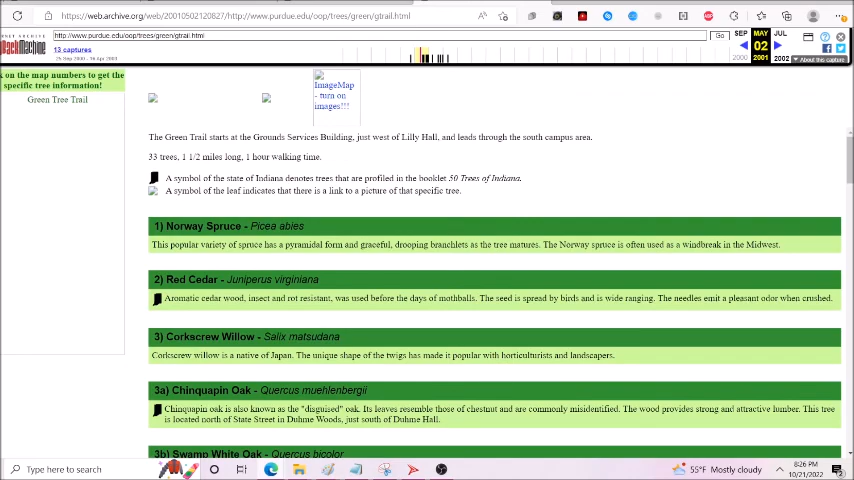 https://web.archive.org/web/20010502120827/http://www.purdue.edu/oop/trees/green/gtrail.html
http://www.purdue.edu/oop/trees/green/gtrail.html
Go
SEP MAY JUL
13 captures
02
25 Sep 2000 - 16 Apr 2001
2000 2001 2002
About this capture
k on the map numbers to get the
specific tree information!
Green Tree Trail
ImageMap
- turn on
images!!!
The Green Trail starts at the Grounds Services Building, just west of Lilly Hall, and leads through the south campus area.
33 trees, 1 1/2 miles long, 1 hour walking time.
A symbol of the state of Indiana denotes trees that are profiled in the booklet 50 Trees of Indiana.
A symbol of the leaf indicates that there is a link to a picture of that specific tree.
1) Norway Spruce - Picea abies
This popular variety of spruce has a pyramidal form and graceful, drooping branchlets as the tree matures. The Norway spruce is often used as a windbreak in the Midwest.
2) Red Cedar - Juniperus virginiana
Aromatic cedar wood, insect and rot resistant, was used before the days of mothballs. The seed is spread by birds and is wide ranging. The needles emit a pleasant odor when crushed.
3) Corkscrew Willow - Salix matsudana
Corkscrew willow is a native of Japan. The unique shape of the twigs has made it popular with horticulturists and landscapers.
3a) Chinquapin Oak - Quercus muehlenbergii
Chinquapin oak is also known as the "disguised" oak. Its leaves resemble those of chestnut and are commonly misidentified. The wood provides strong and attractive lumber. This tree
is located north of State Street in Duhme Woods, just south of Duhme Hall.
3b) Swamp White Oak - Quercus bicolor
Type here to search
55°F Mostly cloudy
8:26 PM
10/21/2022